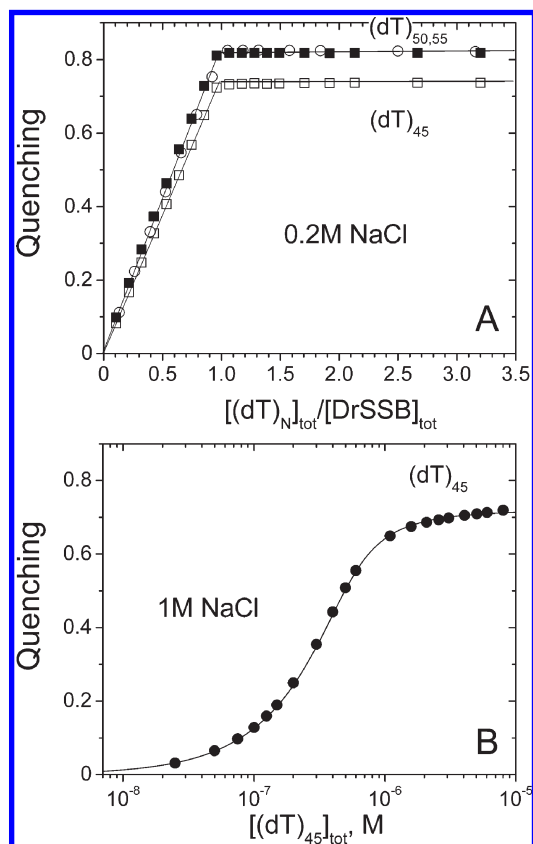 (dT)50,55
(dT)45
0.2M NaCl
A
Quenching
0.8
0.6
0.4
0.2
0
0 0.5 1.0 1.5 2.0 2.5 3.0 3.5
[(dT)N]tot/[DrSSB]tot
(dT)45
1M NaCl
B
Quenching
0.8
0.6
0.4
0.2
0
10-8 10-7 10-6 10-5
[(dT)45]tot, M